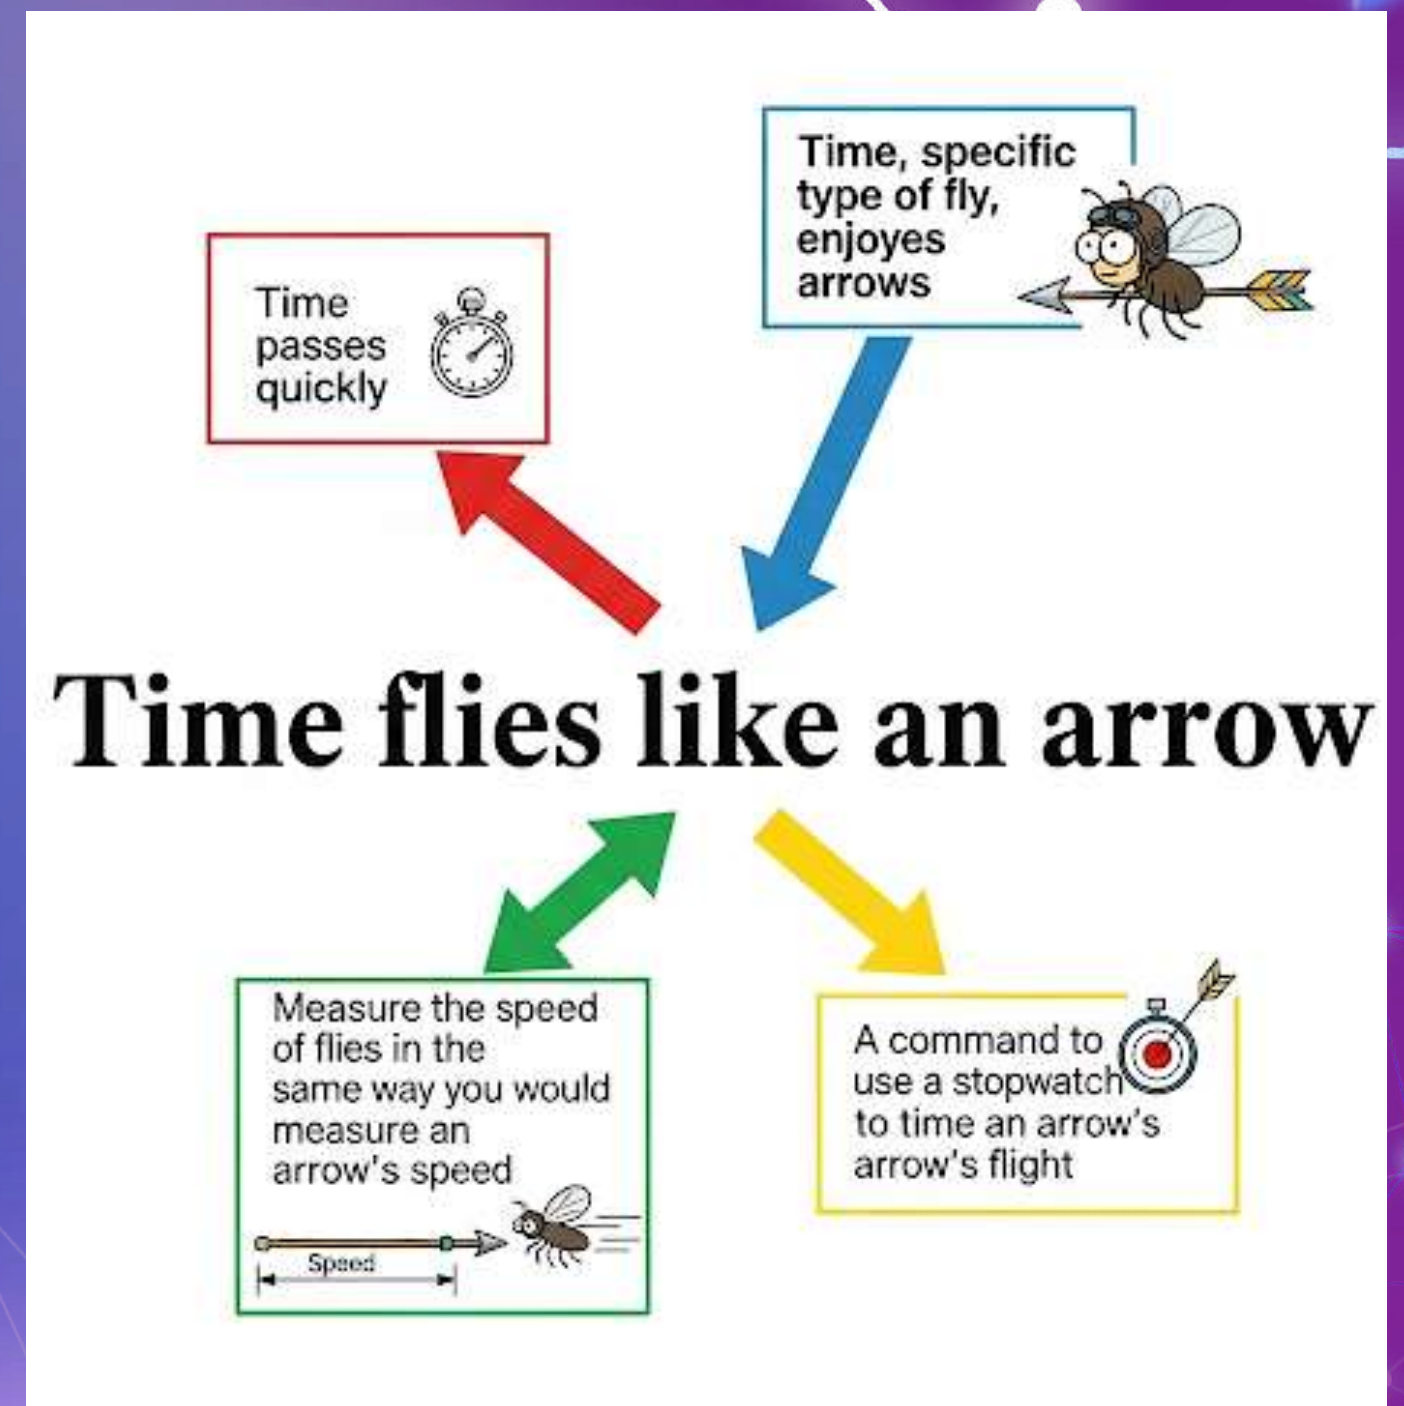 Time, specific
type of fly,
enjoyes
arrows
Time
passes
quickly
Time flies like an arrow
Measure the speed
of flies in the
same way you would
measure an
arrow's speed
Speed
A command to
use a stopwatch
to time an arrow's
arrow's flight